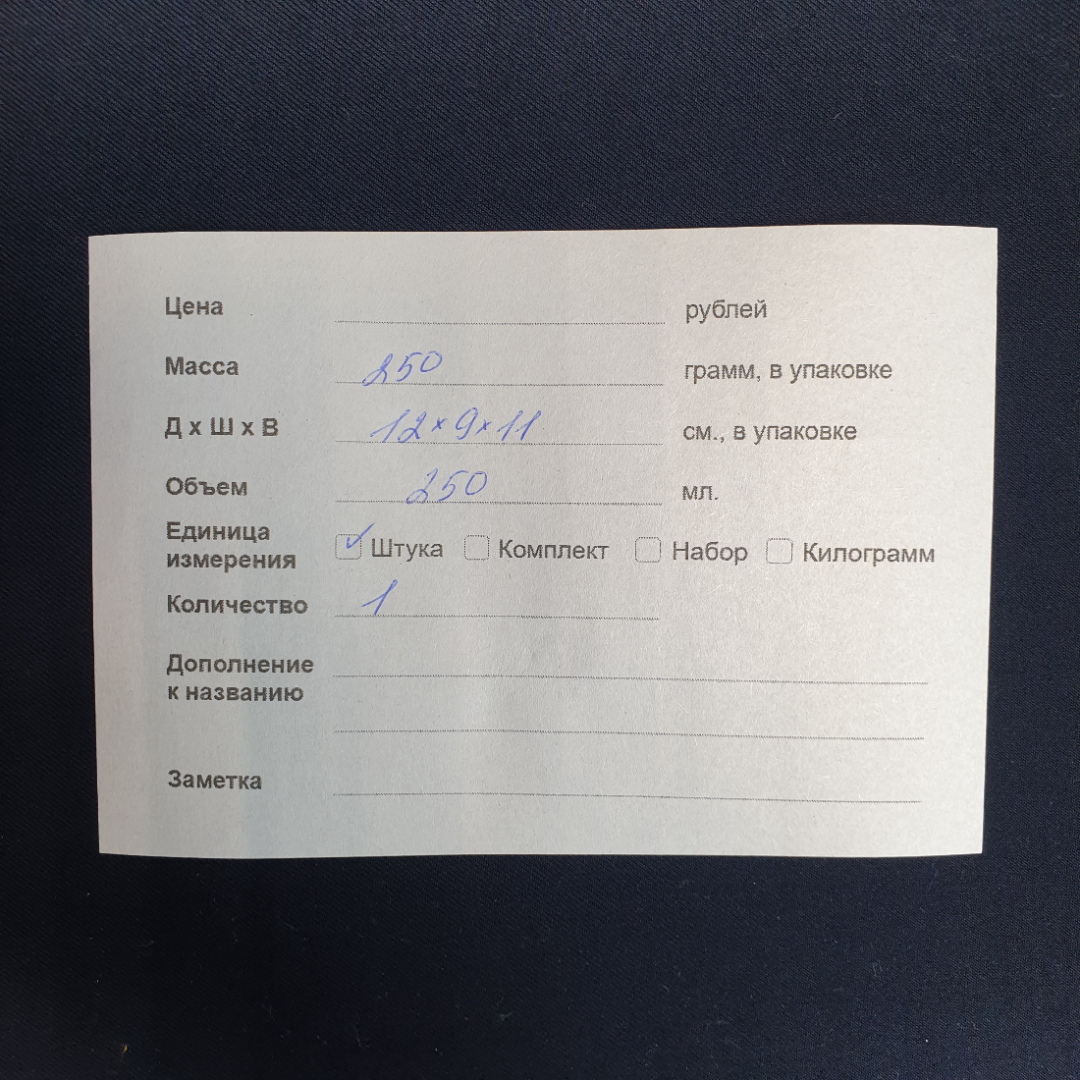 Цена рублей
Масса 250 грамм, в упаковке
Д х Ш х В 12×9×11 см., в упаковке
Объем 250 мл.
Единица
измерения ✓ Штука Комплект Набор Килограмм
Количество 1
Дополнение
к названию
Заметка